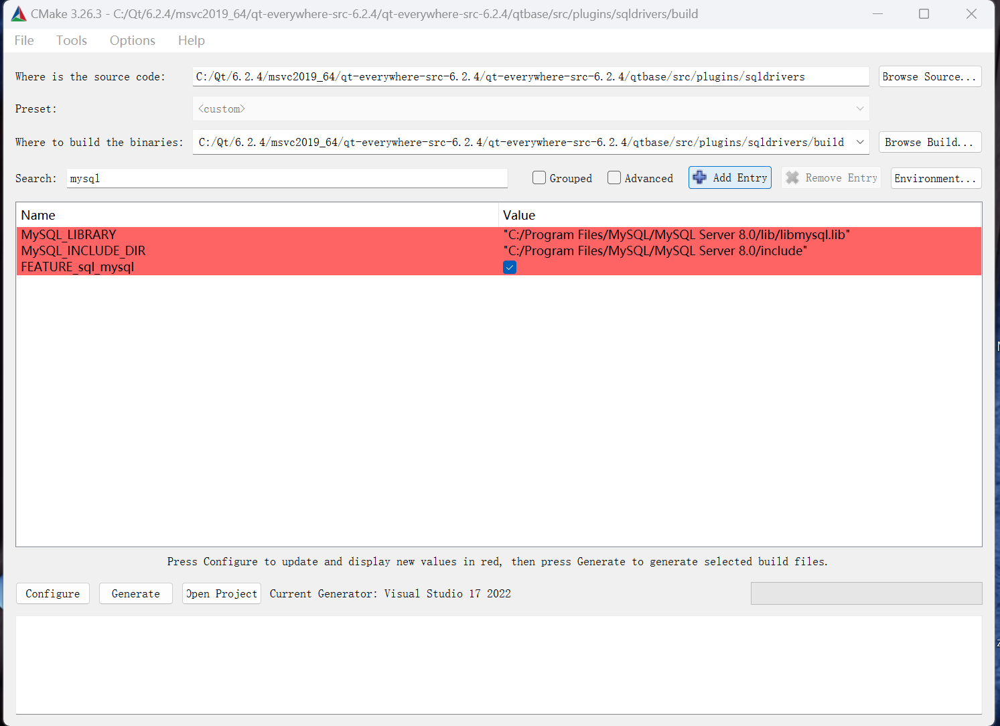 CMake 3.26.3 - C:/Qt/6.2.4/msvc2019_64/qt-everywhere-src-6.2.4/qt-everywhere-src-6.2.4/qtbase/src/plugins/sqldrivers/build
File Tools Options Help
Where is the source code: C:/Qt/6.2.4/msvc2019_64/qt-everywhere-src-6.2.4/qt-everywhere-src-6.2.4/qtbase/src/plugins/sqldrivers Browse Source...
Preset: <custom>
Where to build the binaries: C:/Qt/6.2.4/msvc2019_64/qt-everywhere-src-6.2.4/qt-everywhere-src-6.2.4/qtbase/src/plugins/sqldrivers/build Browse Build...
Search: mysql Grouped Advanced Add Entry Remove Entry Environment...
Name Value
MySQL_LIBRARY "C:/Program Files/MySQL/MySQL Server 8.0/lib/libmysql.lib"
MySQL_INCLUDE_DIR "C:/Program Files/MySQL/MySQL Server 8.0/include"
FEATURE_sql_mysql
Press Configure to update and display new values in red, then press Generate to generate selected build files.
Configure Generate Open Project Current Generator: Visual Studio 17 2022